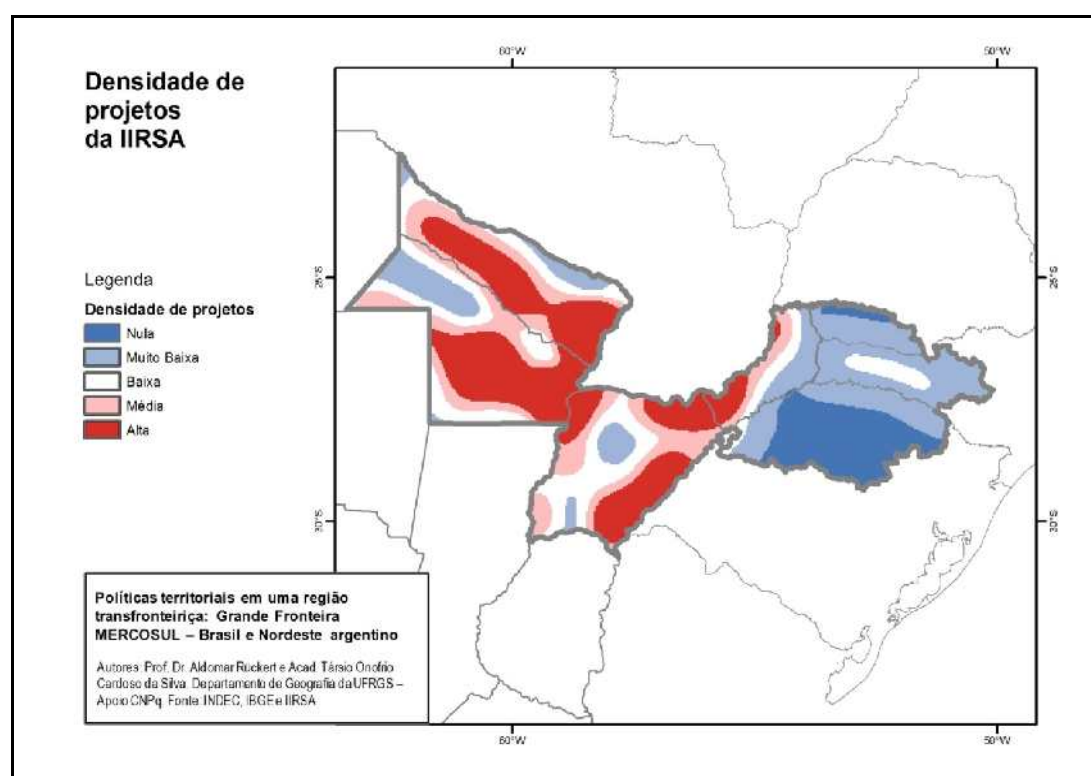 60°W
50°W
Densidade de
projetos
da IIRSA
25°S
25°S
Legenda
Densidade de projetos
Nula
Muito Baixa
Baixa
Média
Alta
30°S
30°S
Políticas territoriais em uma região
transfronteiriça: Grande Fronteira
MERCOSUL – Brasil e Nordeste argentino
Autores: Prof. Dr. Aldomar Rückert e Acad. Társio Onofrio
Cardoso da Silva. Departamento de Geografia da UFRGS –
Apoio CNPq. Fonte: INDEC, IBGE e IIRSA
60°W
50°W